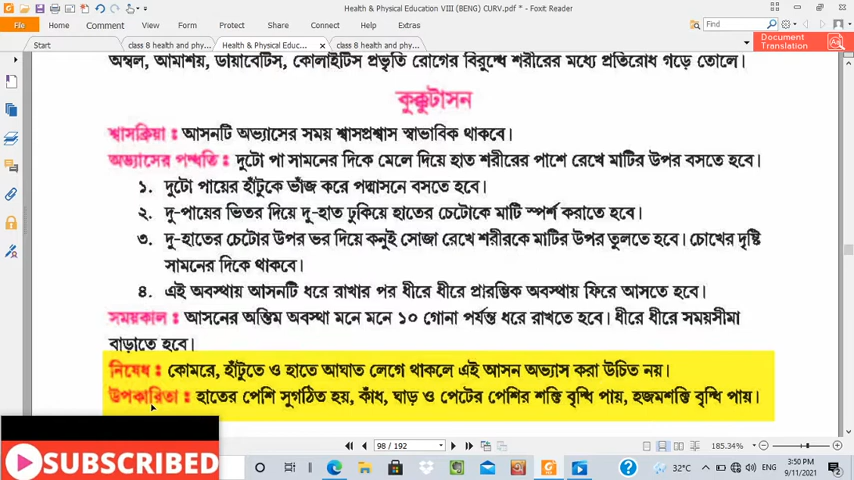 Health & Physical Education VIII (BENG) CURV.pdf * - Foxit Reader
File Home Comment View Form Protect Share Connect Help Extras
Find
Start class 8 health and phy... Health & Physical Educ... class 8 health and phy...
Document Translation
অম্বল, আমাশয়, ডায়াবেটিস, কোলাইটিস প্রভৃতি রোগের বিরুদ্ধে শরীরের মধ্যে প্রতিরোধ গড়ে তোলে।
কুক্কুটাসন
শ্বাসক্রিয়া : আসনটি অভ্যাসের সময় শ্বাসপ্রশ্বাস স্বাভাবিক থাকবে।
অভ্যাসের পদ্ধতি : দুটো পা সামনের দিকে মেলে দিয়ে হাত শরীরের পাশে রেখে মাটির উপর বসতে হবে।
১. দুটো পায়ের হাঁটুকে ভাঁজ করে পদ্মাসনে বসতে হবে।
২. দু-পায়ের ভিতর দিয়ে দু-হাত ঢুকিয়ে হাতের চেটোকে মাটি স্পর্শ করাতে হবে।
৩. দু-হাতের চেটোর উপর ভর দিয়ে কনুই সোজা রেখে শরীরকে মাটির উপর তুলতে হবে। চোখের দৃষ্টি
সামনের দিকে থাকবে।
৪. এই অবস্থায় আসনটি ধরে রাখার পর ধীরে ধীরে প্রারম্ভিক অবস্থায় ফিরে আসতে হবে।
সময়কাল : আসনের অন্তিম অবস্থা মনে মনে ১০ গোনা পর্যন্ত ধরে রাখতে হবে। ধীরে ধীরে সময়সীমা
বাড়াতে হবে।
নিষেধ : কোমরে, হাঁটুতে ও হাতে আঘাত লেগে থাকলে এই আসন অভ্যাস করা উচিত নয়।
উপকারিতা : হাতের পেশি সুগঠিত হয়, কাঁধ, ঘাড় ও পেটের পেশির শক্তি বৃদ্ধি পায়, হজমশক্তি বৃদ্ধি পায়।
98 / 192
185.34%
SUBSCRIBED
32°C ENG 3:50 PM
9/11/2021